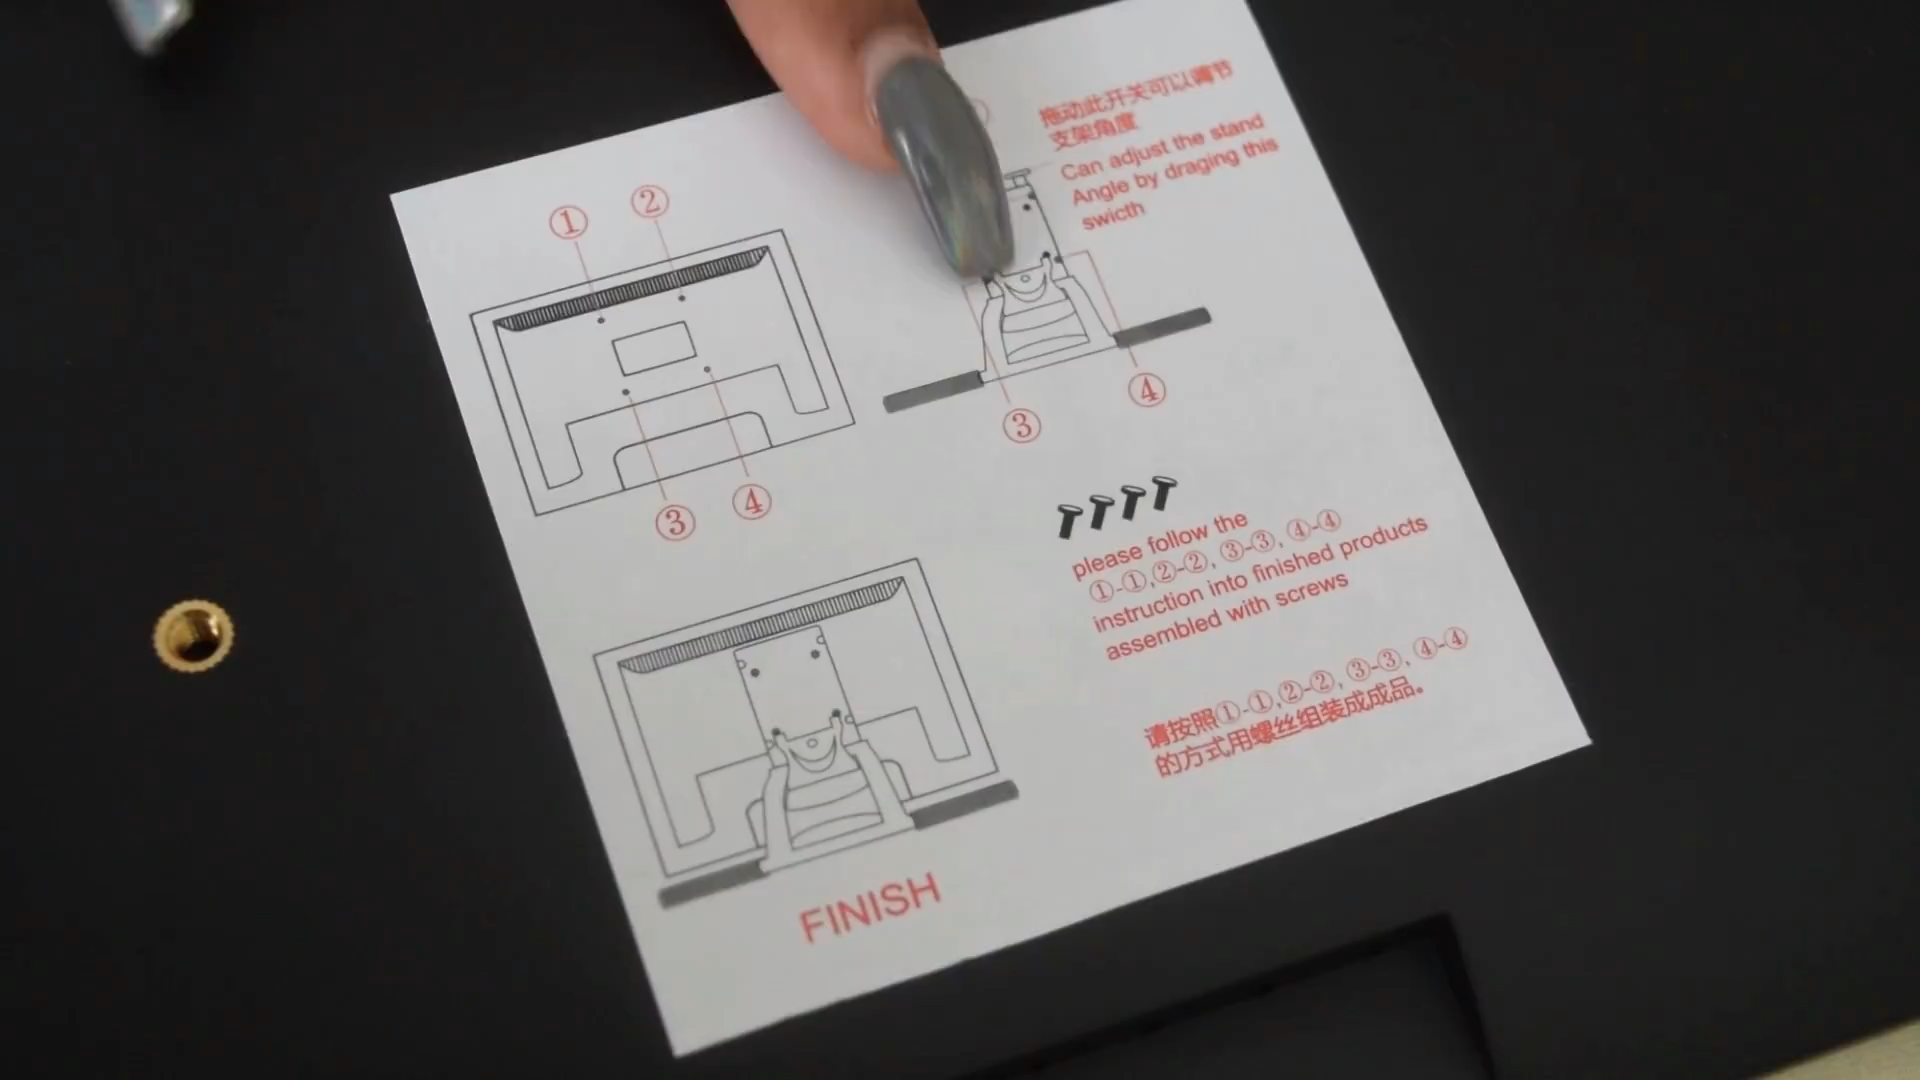 ① ②
③ ④
拖动此开关可以调节
支架角度
Can adjust the stand
Angle by draging this
swicth
③ ④
please follow the
①-①,②-②, ③-③, ④-④
instruction into finished products
assembled with screws
请按照①-①,②-②, ③-③, ④-④
的方式用螺丝组装成成品。
FINISH